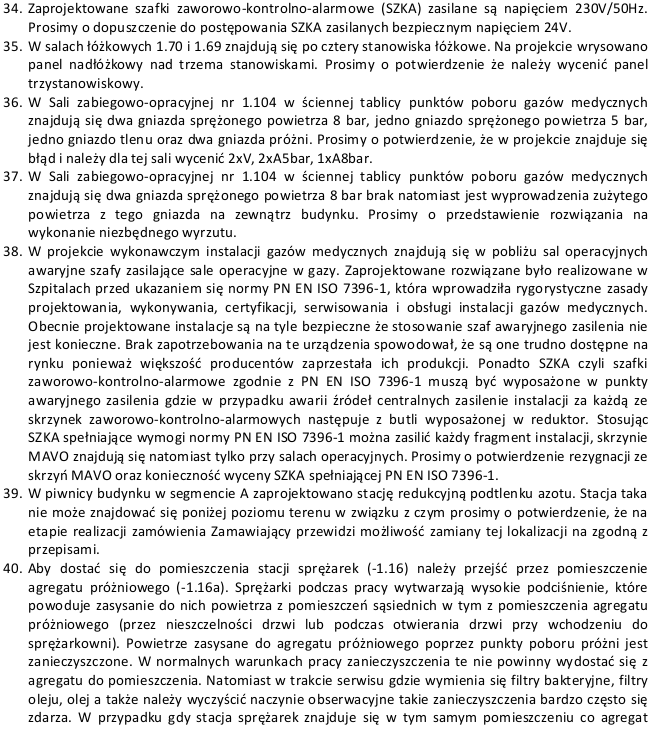 34. Zaprojektowane szafki zaworowo-kontrolno-alarmowe (SZKA) zasilane są napięciem 230V/50Hz.
Prosimy o dopuszczenie do postępowania SZKA zasilanych bezpiecznym napięciem 24V.
35. W salach łóżkowych 1.70 i 1.69 znajdują się po cztery stanowiska łóżkowe. Na projekcie wrysowano
panel nadłóżkowy nad trzema stanowiskami. Prosimy o potwierdzenie że należy wycenić panel
trzystanowiskowy.
36. W Sali zabiegowo-opracyjnej nr 1.104 w ściennej tablicy punktów poboru gazów medycznych
znajdują się dwa gniazda sprężonego powietrza 8 bar, jedno gniazdo sprężonego powietrza 5 bar,
jedno gniazdo tlenu oraz dwa gniazda próżni. Prosimy o potwierdzenie, że w projekcie znajduje się
błąd i należy dla tej sali wycenić 2xV, 2xA5bar, 1xA8bar.
37. W Sali zabiegowo-opracyjnej nr 1.104 w ściennej tablicy punktów poboru gazów medycznych
znajdują się dwa gniazda sprężonego powietrza 8 bar brak natomiast jest wyprowadzenia zużytego
powietrza z tego gniazda na zewnątrz budynku. Prosimy o przedstawienie rozwiązania na
wykonanie niezbędnego wyrzutu.
38. W projekcie wykonawczym instalacji gazów medycznych znajdują się w pobliżu sal operacyjnych
awaryjne szafy zasilające sale operacyjne w gazy. Zaprojektowane rozwiązane było realizowane w
Szpitalach przed ukazaniem się normy PN EN ISO 7396-1, która wprowadziła rygorystyczne zasady
projektowania, wykonywania, certyfikacji, serwisowania i obsługi instalacji gazów medycznych.
Obecnie projektowane instalacje są na tyle bezpieczne że stosowanie szaf awaryjnego zasilenia nie
jest konieczne. Brak zapotrzebowania na te urządzenia spowodował, że są one trudno dostępne na
rynku ponieważ większość producentów zaprzestała ich produkcji. Ponadto SZKA czyli szafki
zaworowo-kontrolno-alarmowe zgodnie z PN EN ISO 7396-1 muszą być wyposażone w punkty
awaryjnego zasilenia gdzie w przypadku awarii źródeł centralnych zasilenie instalacji za każdą ze
skrzynek zaworowo-kontrolno-alarmowych następuje z butli wyposażonej w reduktor. Stosując
SZKA spełniające wymogi normy PN EN ISO 7396-1 można zasilić każdy fragment instalacji, skrzynie
MAVO znajdują się natomiast tylko przy salach operacyjnych. Prosimy o potwierdzenie rezygnacji ze
skrzyń MAVO oraz konieczność wyceny SZKA spełniającej PN EN ISO 7396-1.
39. W piwnicy budynku w segmencie A zaprojektowano stację redukcyjną podtlenku azotu. Stacja taka
nie może znajdować się poniżej poziomu terenu w związku z czym prosimy o potwierdzenie, że na
etapie realizacji zamówienia Zamawiający przewidzi możliwość zamiany tej lokalizacji na zgodną z
przepisami.
40. Aby dostać się do pomieszczenia stacji sprężarek (-1.16) należy przejść przez pomieszczenie
agregatu próżniowego (-1.16a). Sprężarki podczas pracy wytwarzają wysokie podciśnienie, które
powoduje zasysanie do nich powietrza z pomieszczeń sąsiednich w tym z pomieszczenia agregatu
próżniowego (przez nieszczelności drzwi lub podczas otwierania drzwi przy wchodzeniu do
sprężarkowni). Powietrze zasysane do agregatu próżniowego poprzez punkty poboru próżni jest
zanieczyszczone. W normalnych warunkach pracy zanieczyszczenia te nie powinny wydostać się z
agregatu do pomieszczenia. Natomiast w trakcie serwisu gdzie wymienia się filtry bakteryjne, filtry
oleju, olej a także należy wyczyścić naczynie obserwacyjne takie zanieczyszczenia bardzo często się
zdarza. W przypadku gdy stacja sprężarek znajduje się w tym samym pomieszczeniu co agregat